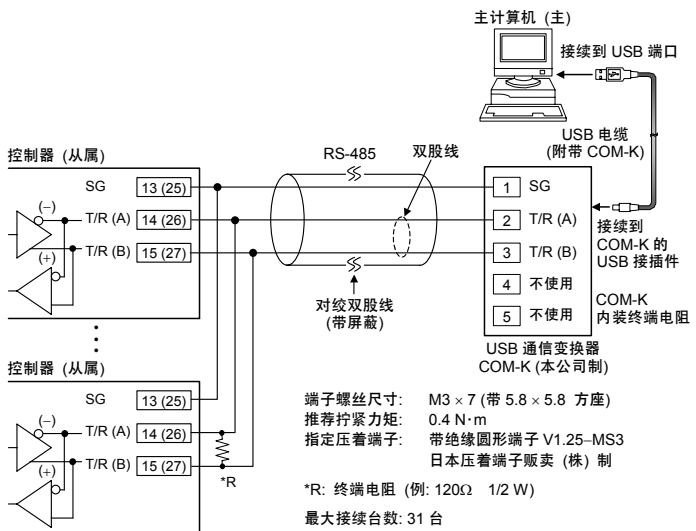 主计算机 (主)
接续到 USB 端口
USB 电缆
(附带 COM-K)
控制器 (从属)
RS-485
双股线
SG
13 (25)
1
SG
(−)
T/R (A)
14 (26)
2
T/R (A)
接续到
COM-K 的
USB 接插件
T/R (B)
15 (27)
3
T/R (B)
(+)
4
不使用
对绞双股线
(带屏蔽)
5
不使用
COM-K
内装终端电阻
USB 通信变换器
COM-K (本公司制)
控制器 (从属)
SG
13 (25)
(−)
T/R (A)
14 (26)
T/R (B)
15 (27)
(+)
*R
端子螺丝尺寸: M3 × 7 (带 5.8 × 5.8 方座)
推荐拧紧力矩: 0.4 N·m
指定压着端子: 带绝缘圆形端子 V1.25–MS3
日本压着端子贩卖 (株) 制
*R: 终端电阻 (例: 120Ω 1/2 W)
最大接续台数: 31 台